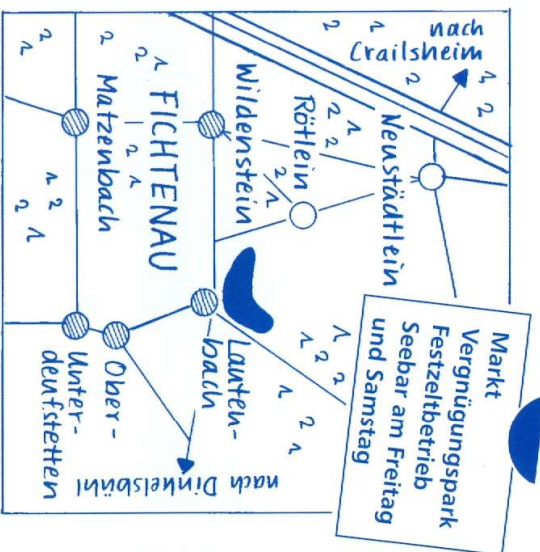 nach
Crailsheim
Neustädtlein
Rötlein
Wildenstein
FICHTENAU
Matzenbach
Markt
Vergnügungspark
Festzeltbetrieb
Seebar am Freitag
und Samstag
Lauten-
bach
Ober-
Unter-
deufstetten
nach Dinkelsbühl